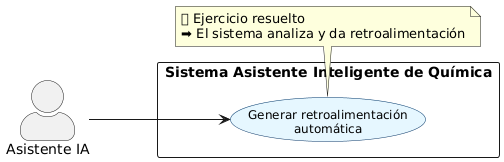 Ejercicio resuelto
➡ El sistema analiza y da retroalimentación
Sistema Asistente Inteligente de Química
Generar retroalimentación
automática
Asistente IA